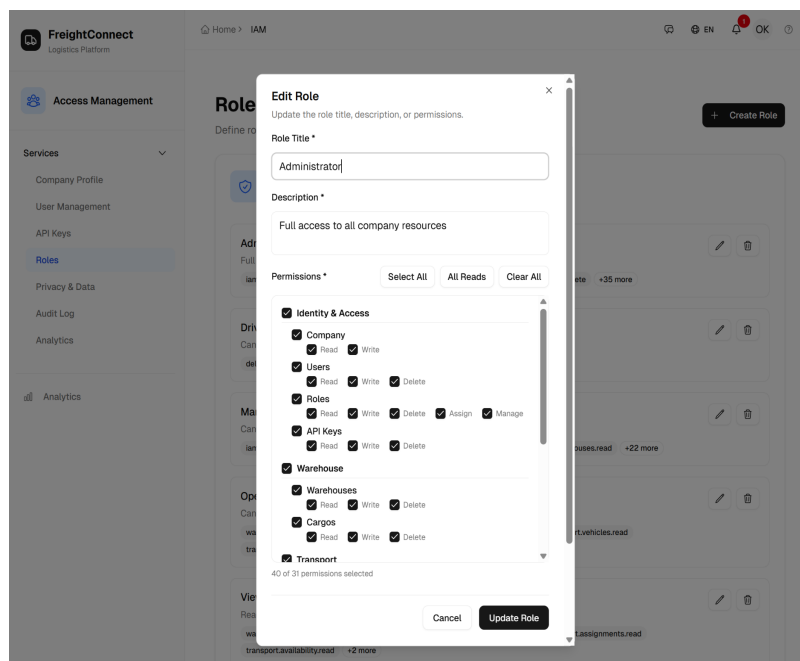 FreightConnect
Logistics Platform
Home > IAM
EN
1
OK
Access Management
Services
Company Profile
User Management
API Keys
Roles
Privacy & Data
Audit Log
Analytics
Analytics
Role
Define ro
+ Create Role
Adr
Full
iam
ete +35 more
Driv
Can
del
Ma
Can
iam
ouses.read +22 more
Ope
Can
wa
rt.vehicles.read
tra
Vie
Rea
wa
t.assignments.read
transport.availability.read +2 more
Edit Role
Update the role title, description, or permissions.
Role Title *
Administrator
Description *
Full access to all company resources
Permissions *
Select All All Reads Clear All
Identity & Access
Company
Read Write
Users
Read Write Delete
Roles
Read Write Delete Assign Manage
API Keys
Read Write Delete
Warehouse
Warehouses
Read Write Delete
Cargos
Read Write Delete
Transport
40 of 31 permissions selected
Cancel Update Role